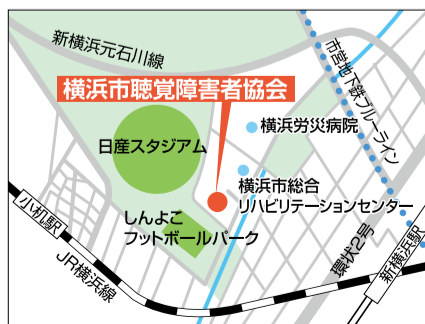 新横浜元石川線
市営地下鉄ブルーライン
横浜市聴覚障害者協会
横浜労災病院
日産スタジアム
横浜市総合
リハビリテーションセンター
しんよこ
フットボールパーク
小机駅
JR横浜線
環状2号
新横浜駅